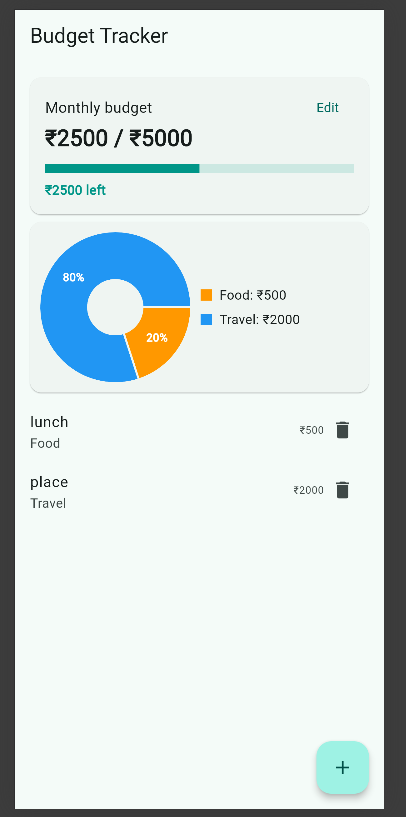 Budget Tracker
Monthly budget
Edit
₹2500 / ₹5000
₹2500 left
80%
20%
Food: ₹500
Travel: ₹2000
lunch
Food
₹500
place
Travel
₹2000
+